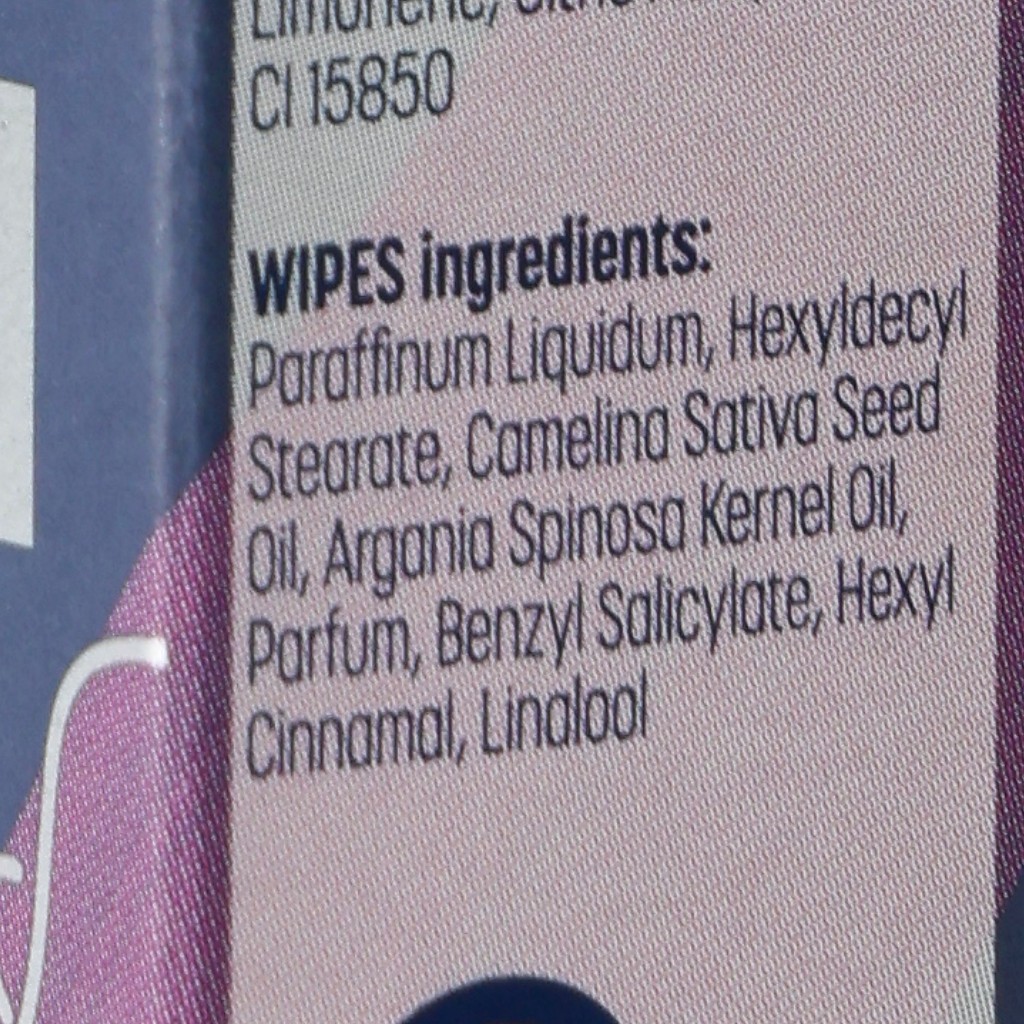 Limonene,
CI 15850
WIPES ingredients:
Paraffinum Liquidum, Hexyldecyl
Stearate, Camelina Sativa Seed
Oil, Argania Spinosa Kernel Oil,
Parfum, Benzyl Salicylate, Hexyl
Cinnamal, Linalool